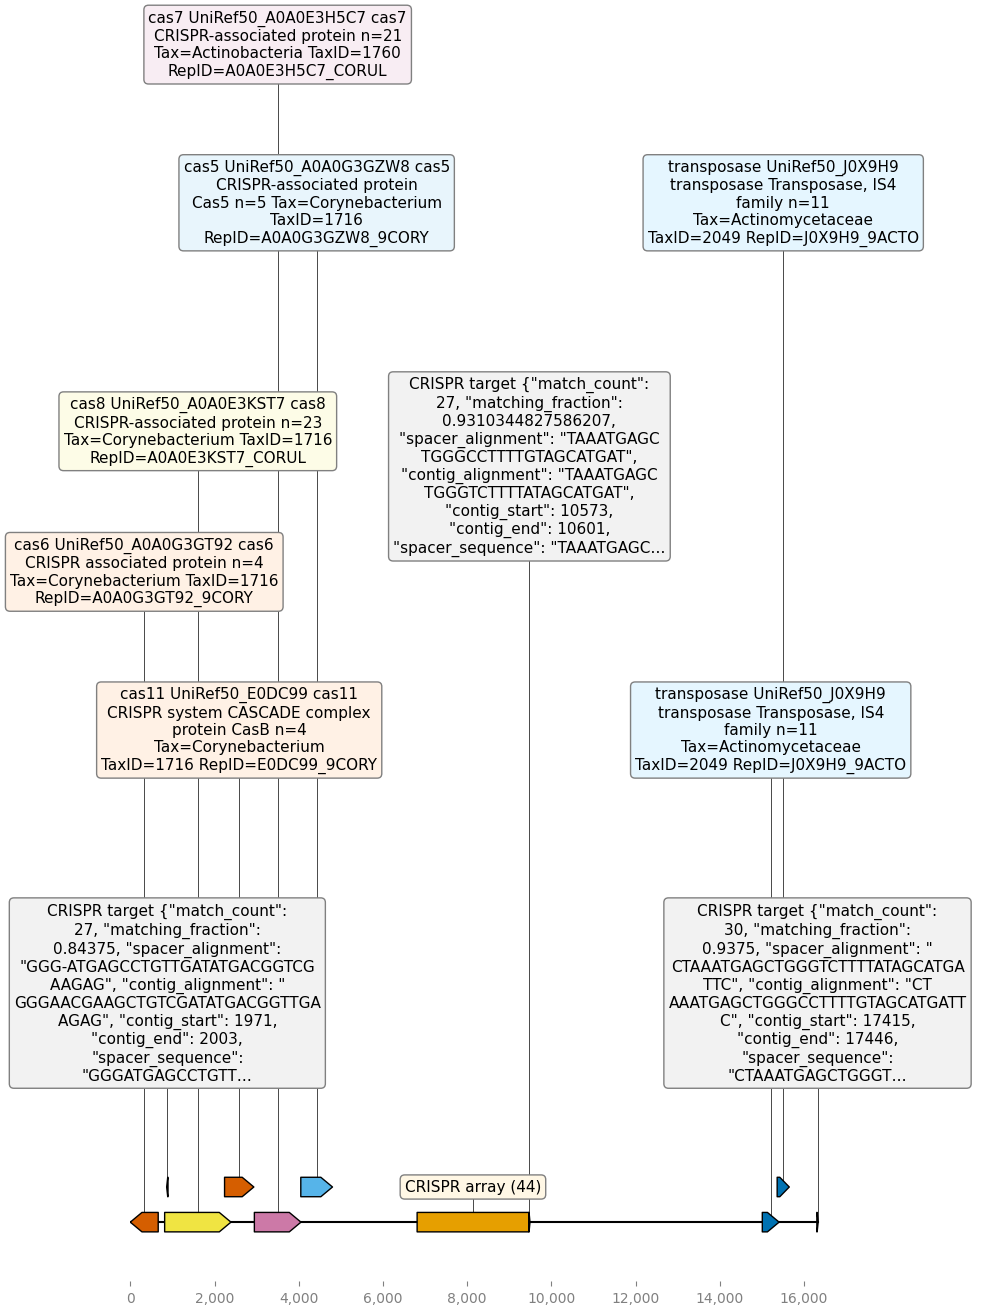 cas7 UniRef50_A0A0E3H5C7 cas7
CRISPR-associated protein n=21
Tax=Actinobacteria TaxID=1760
RepID=A0A0E3H5C7_CORUL
cas5 UniRef50_A0A0G3GZW8 cas5
CRISPR-associated protein
Cas5 n=5 Tax=Corynebacterium
TaxID=1716
RepID=A0A0G3GZW8_9CORY
transposase UniRef50_J0X9H9
transposase Transposase, IS4
family n=11
Tax=Actinomycetaceae
TaxID=2049 RepID=J0X9H9_9ACTO
CRISPR target {"match_count":
27, "matching_fraction":
0.9310344827586207,
"spacer_alignment": "TAAATGAGC
TGGGCCTTTTGTAGCATGAT",
"contig_alignment": "TAAATGAGC
TGGGTCTTTTATAGCATGAT",
"contig_start": 10573,
"contig_end": 10601,
"spacer_sequence": "TAAATGAGC...
cas8 UniRef50_A0A0E3KST7 cas8
CRISPR-associated protein n=23
Tax=Corynebacterium TaxID=1716
RepID=A0A0E3KST7_CORUL
cas6 UniRef50_A0A0G3GT92 cas6
CRISPR associated protein n=4
Tax=Corynebacterium TaxID=1716
RepID=A0A0G3GT92_9CORY
cas11 UniRef50_E0DC99 cas11
CRISPR system CASCADE complex
protein CasB n=4
Tax=Corynebacterium
TaxID=1716 RepID=E0DC99_9CORY
transposase UniRef50_J0X9H9
transposase Transposase, IS4
family n=11
Tax=Actinomycetaceae
TaxID=2049 RepID=J0X9H9_9ACTO
CRISPR target {"match_count":
27, "matching_fraction":
0.84375, "spacer_alignment":
"GGG-ATGAGCCTGTTGATATGACGGTCG
AAGAG", "contig_alignment": "
GGGAACGAAGCTGTCGATATGACGGTTGA
AGAG", "contig_start": 1971,
"contig_end": 2003,
"spacer_sequence":
"GGGATGAGCCTGTT...
CRISPR target {"match_count":
30, "matching_fraction":
0.9375, "spacer_alignment": "
CTAAATGAGCTGGGTCTTTTATAGCATGA
TTC", "contig_alignment": "CT
AAATGAGCTGGGCCTTTTGTAGCATGATT
C", "contig_start": 17415,
"contig_end": 17446,
"spacer_sequence":
"CTAAATGAGCTGGGT...
CRISPR array (44)
0
2,000
4,000
6,000
8,000
10,000
12,000
14,000
16,000